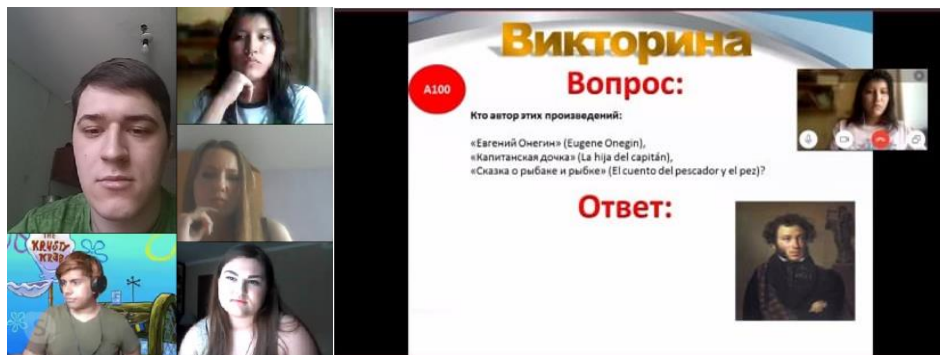 THE
KRUSTY
KRAB
Викторина
A100
Вопрос:
Кто автор этих произведений:
«Евгений Онегин» (Eugene Onegin),
«Капитанская дочка» (La hija del capitán),
«Сказка о рыбаке и рыбке» (El cuento del pescador y el pez)?
Ответ: